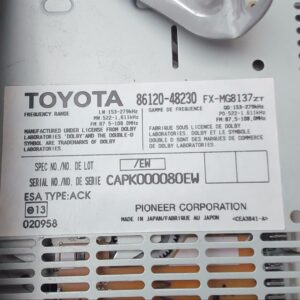 TOYOTA 86120-48230 FX-MG8137ZT
FREQUENCY RANGE LW 153-279kHz GAMME DE FREQUENCE GO 153-279kHz
MW 522-1,611kHz PO 522-1,611kHz
FM 87.5-108.0MHz FM 87.5-108.0MHz
MANUFACTURED UNDER LICENSE FROM DOLBY
LABORATORIES. "DOLBY" AND THE DOUBLE-D
SYMBOL ARE TRADEMARKS OF DOLBY
LABORATORIES.
FABRIQUE SOUS LICENCE DE DOLBY
LABORATORIES. "DOLBY" ET LE SYMBOLE
DOUBLE D SONT DES MARQUES DE COMMERCE
DE DOLBY LABORATORIES.
SPEC NO. /NO. DE LOT /EW
SERIAL NO. /NO. DE SÉRIE CAPK000080EW
ESA TYPE:ACK
e13
020958
PIONEER CORPORATION
MADE IN JAPAN/FABRIQUÉ AU JAPON
<CEA3841-A>